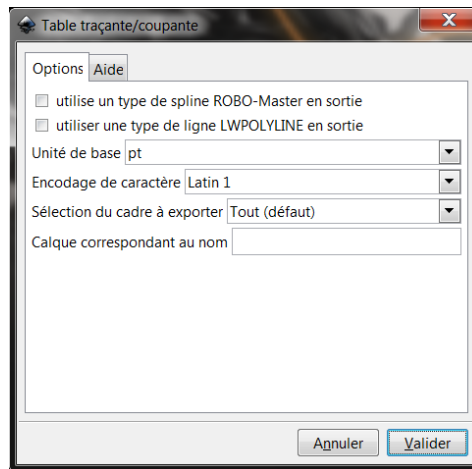 Table traçante/coupante
Options Aide
utilise un type de spline ROBO-Master en sortie
utiliser une type de ligne LWPOLYLINE en sortie
Unité de base pt
Encodage de caractère Latin 1
Sélection du cadre à exporter Tout (défaut)
Calque correspondant au nom
Annuler Valider